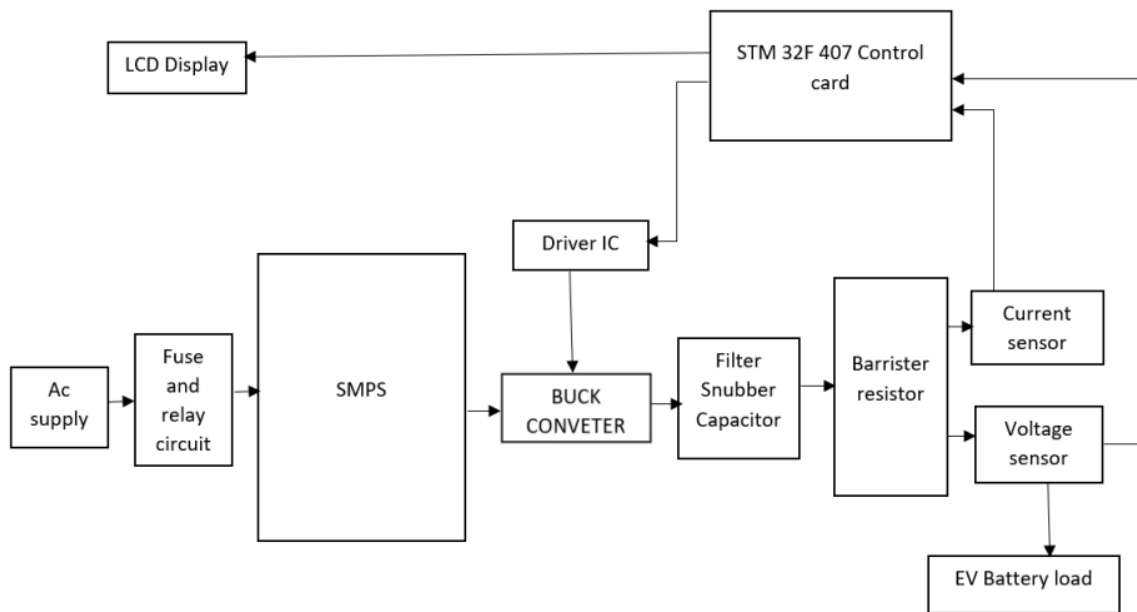 LCD Display
STM 32F 407 Control
card
Driver IC
Ac
supply
Fuse
and
relay
circuit
SMPS
BUCK
CONVETER
Filter
Snubber
Capacitor
Barrister
resistor
Current
sensor
Voltage
sensor
EV Battery load